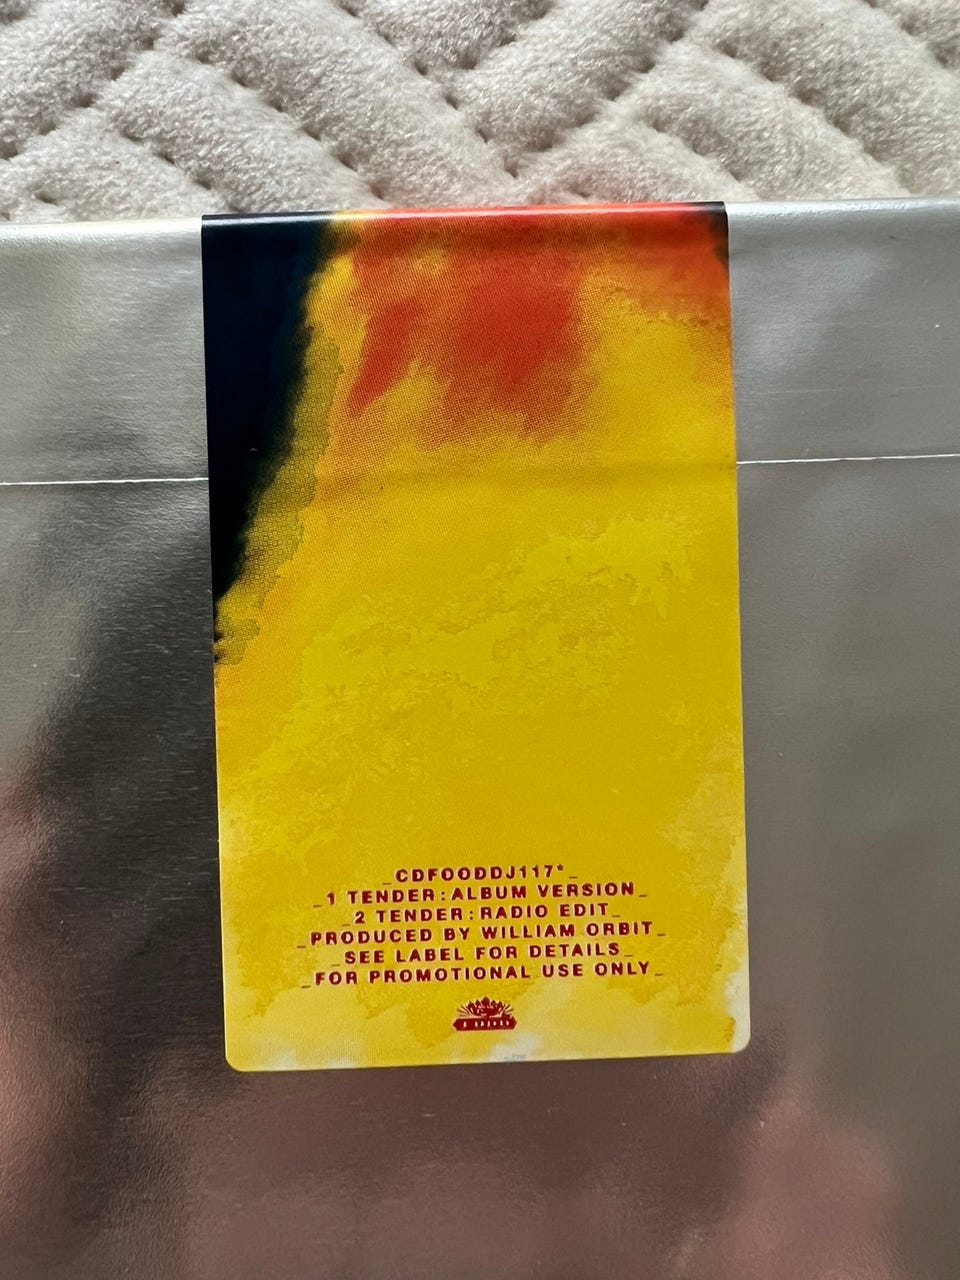 _CDFOODDJ117*_
_1 TENDER:ALBUM VERSION_
_2 TENDER:RADIO EDIT_
_PRODUCED BY WILLIAM ORBIT_
_SEE LABEL FOR DETAILS_
_FOR PROMOTIONAL USE ONLY_